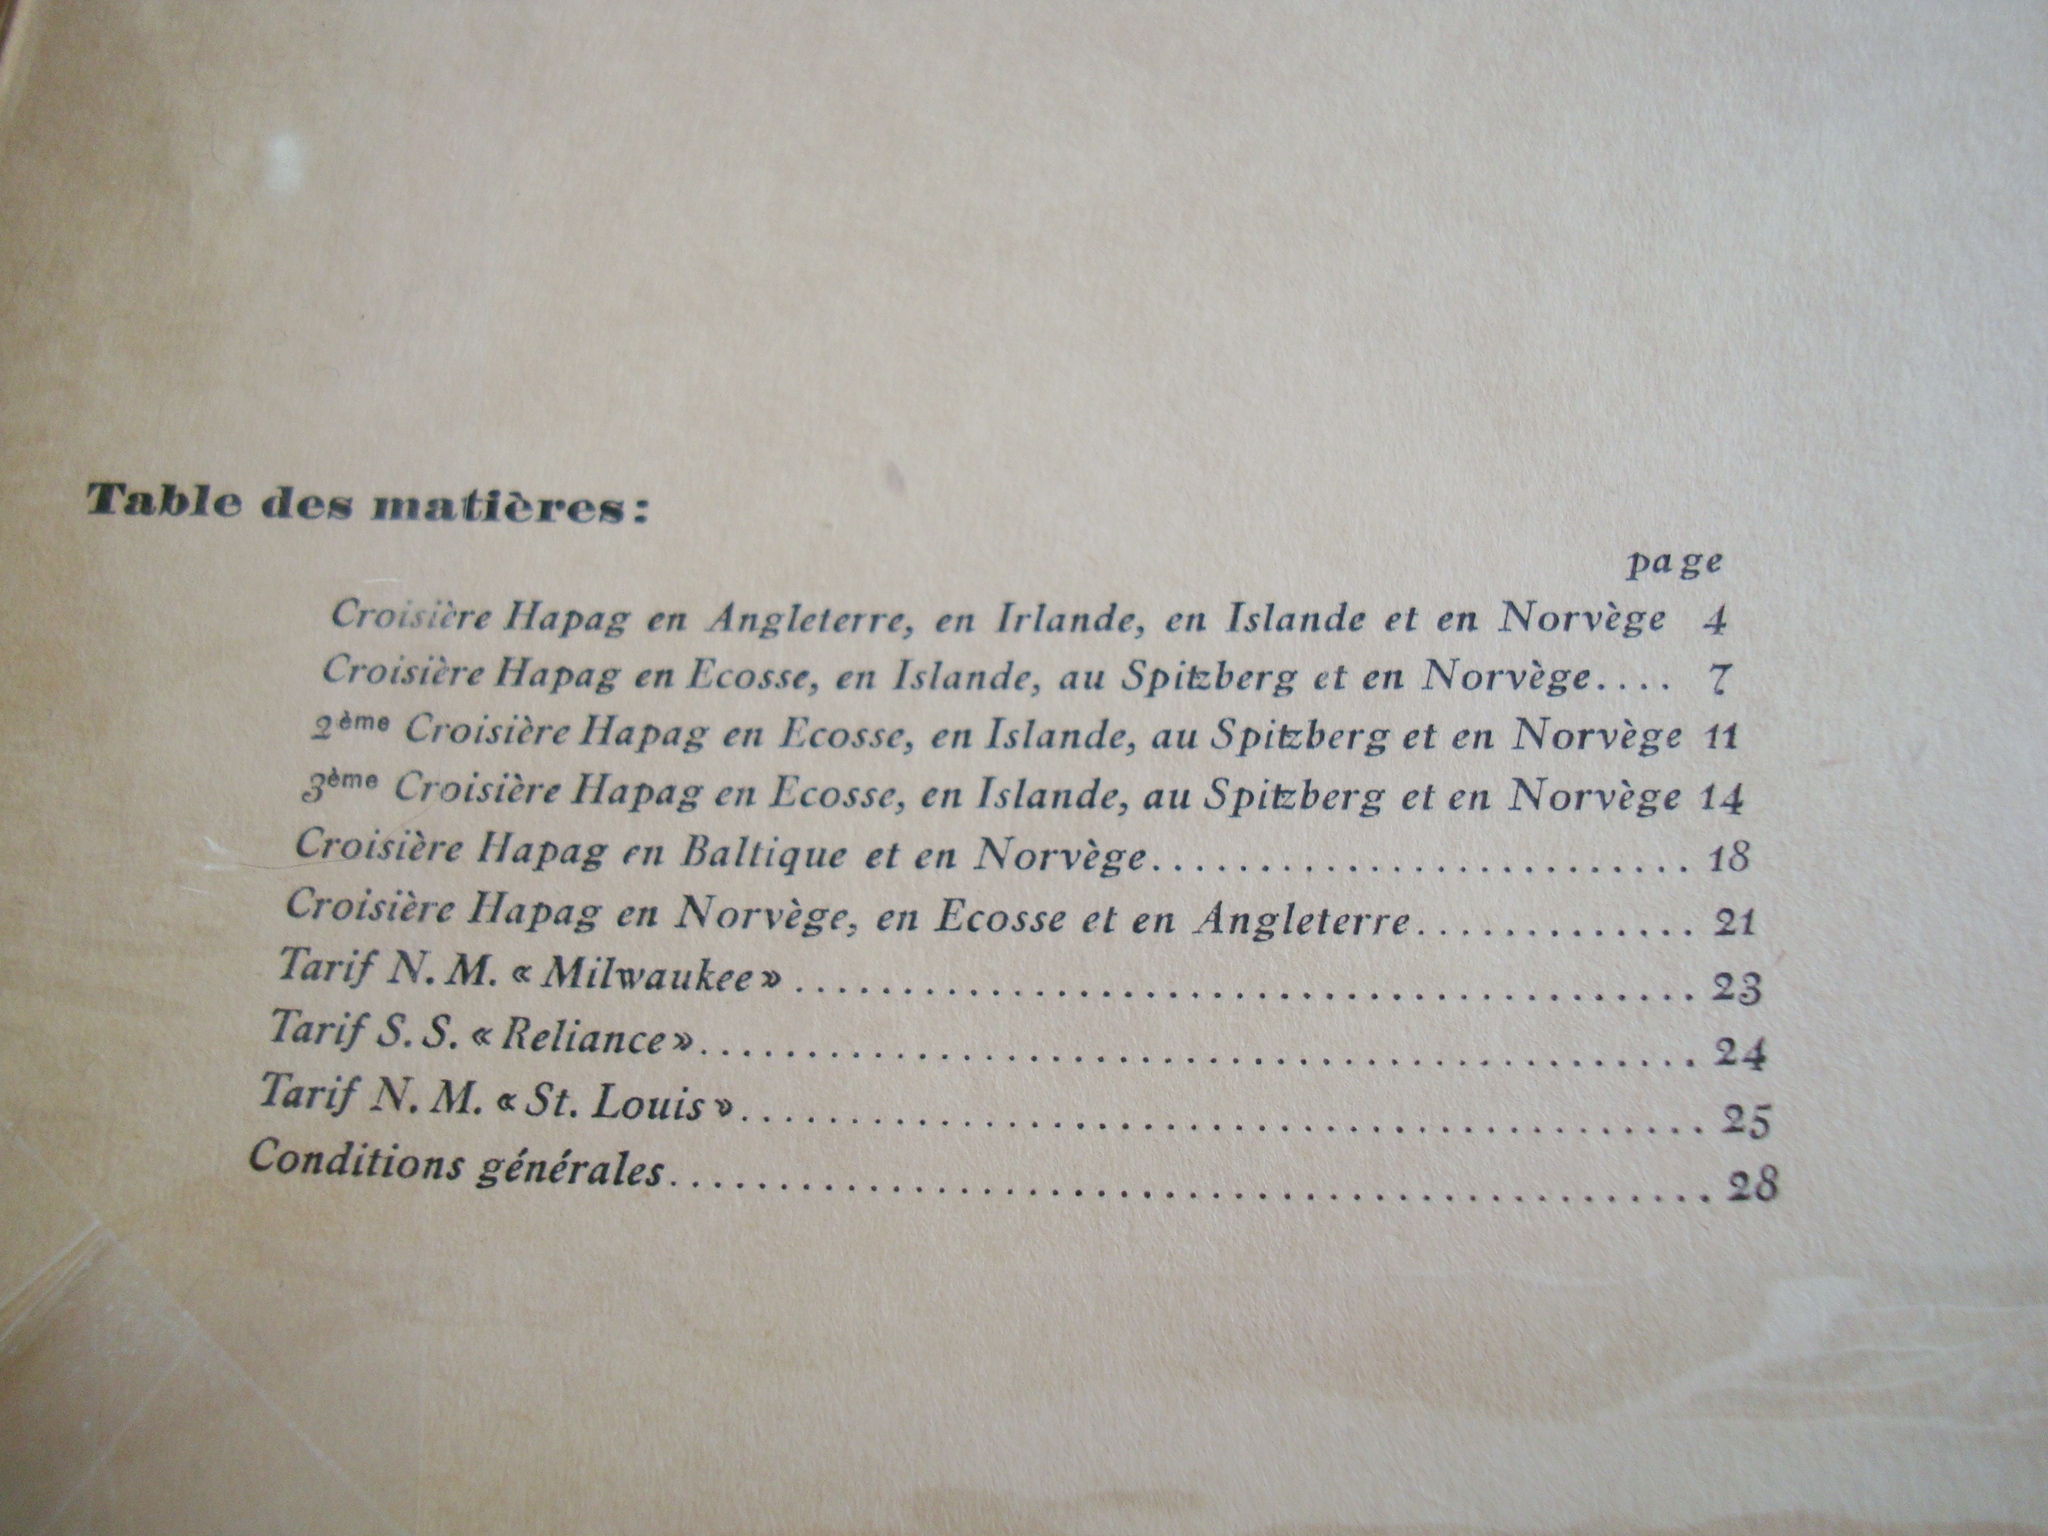 Table des matières:
page
Croisière Hapag en Angleterre, en Irlande, en Islande et en Norvège 4
Croisière Hapag en Ecosse, en Islande, au Spitzberg et en Norvège.... 7
2ème Croisière Hapag en Ecosse, en Islande, au Spitzberg et en Norvège 11
3ème Croisière Hapag en Ecosse, en Islande, au Spitzberg et en Norvège 14
Croisière Hapag en Baltique et en Norvège......................... 18
Croisière Hapag en Norvège, en Ecosse et en Angleterre............. 21
Tarif N. M. « Milwaukee» .......................................... 23
Tarif S. S. « Reliance».............................................. 24
Tarif N. M. « St. Louis»............................................. 25
Conditions générales................................................ 28